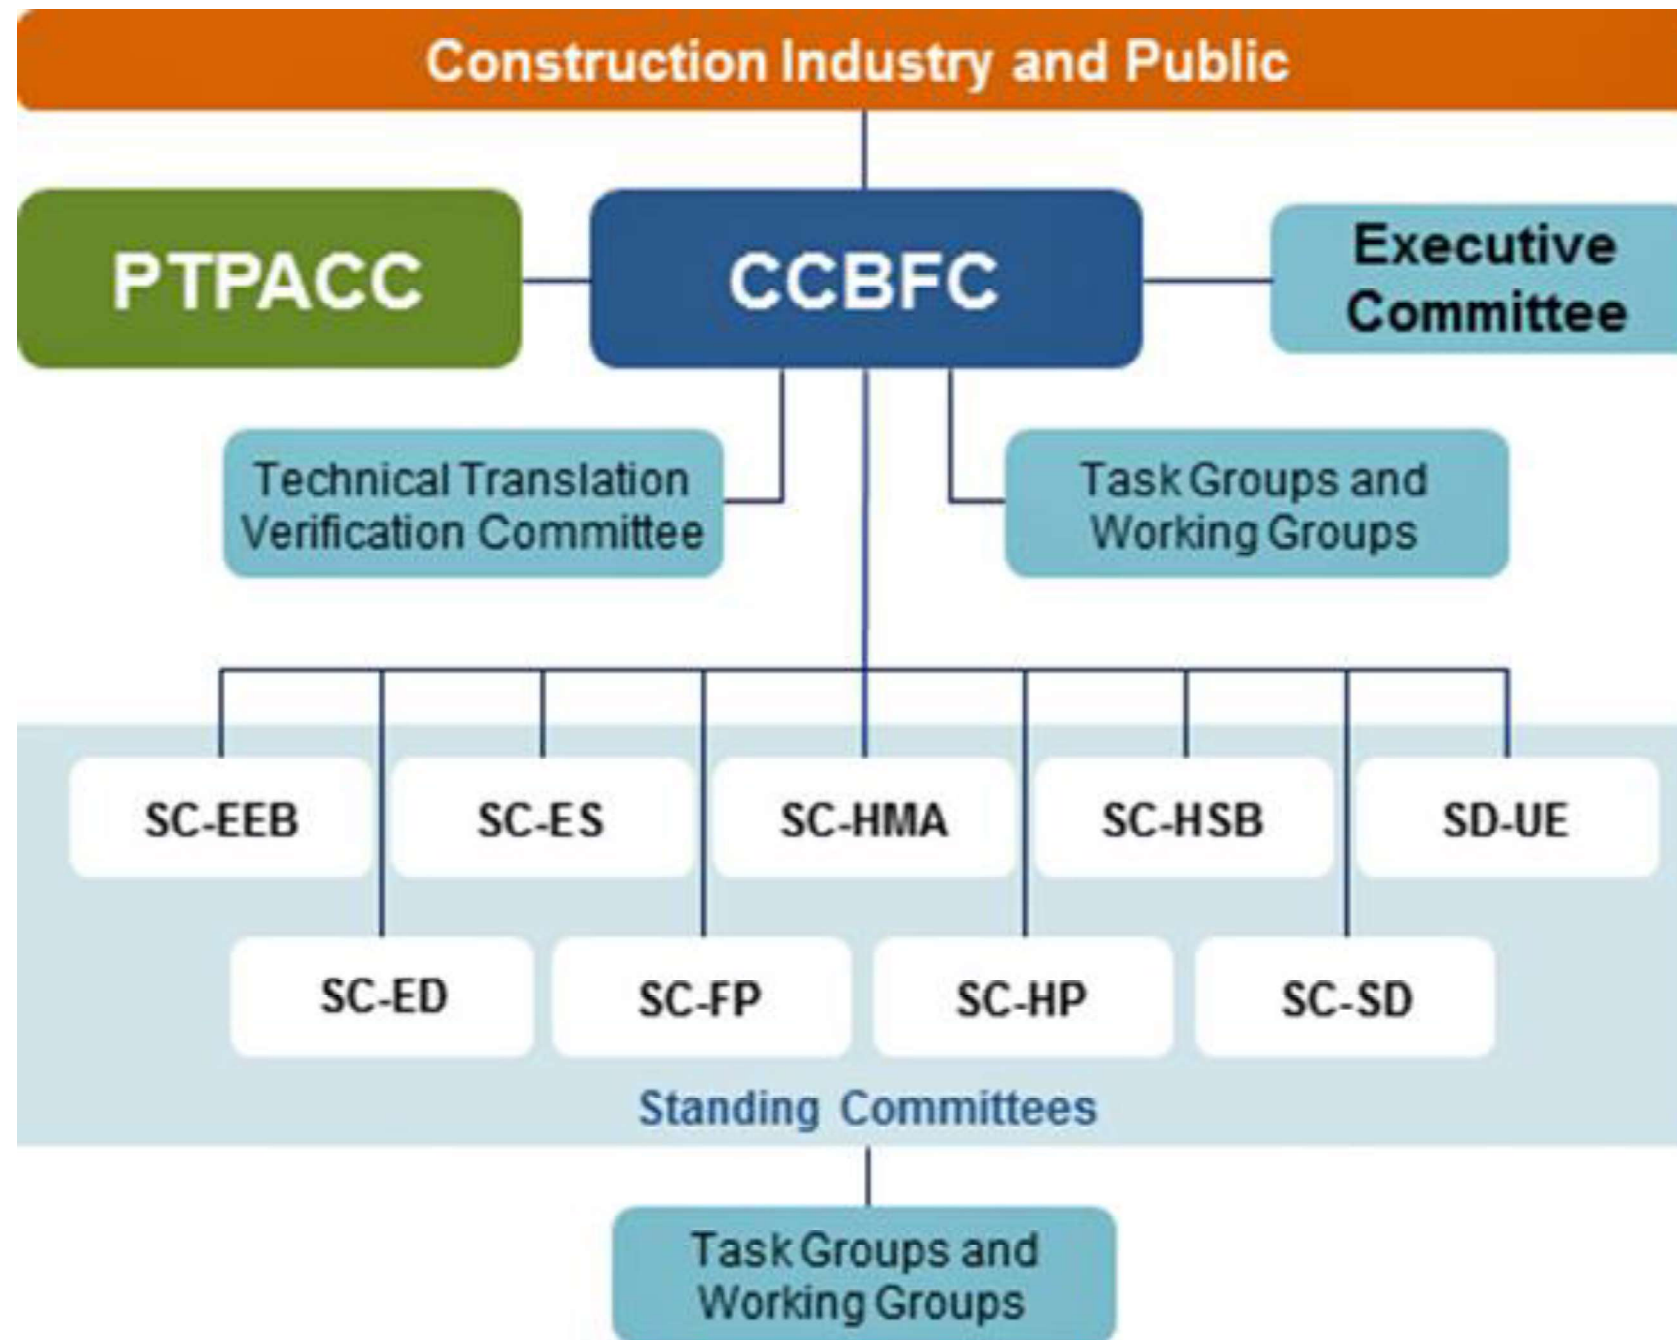 Construction Industry and Public
PTPACC
CCBFC
Executive
Committee
Technical Translation
Verification Committee
Task Groups and
Working Groups
SC-EEB
SC-ES
SC-HMA
SC-HSB
SD-UE
SC-ED
SC-FP
SC-HP
SC-SD
Standing Committees
Task Groups and
Working Groups